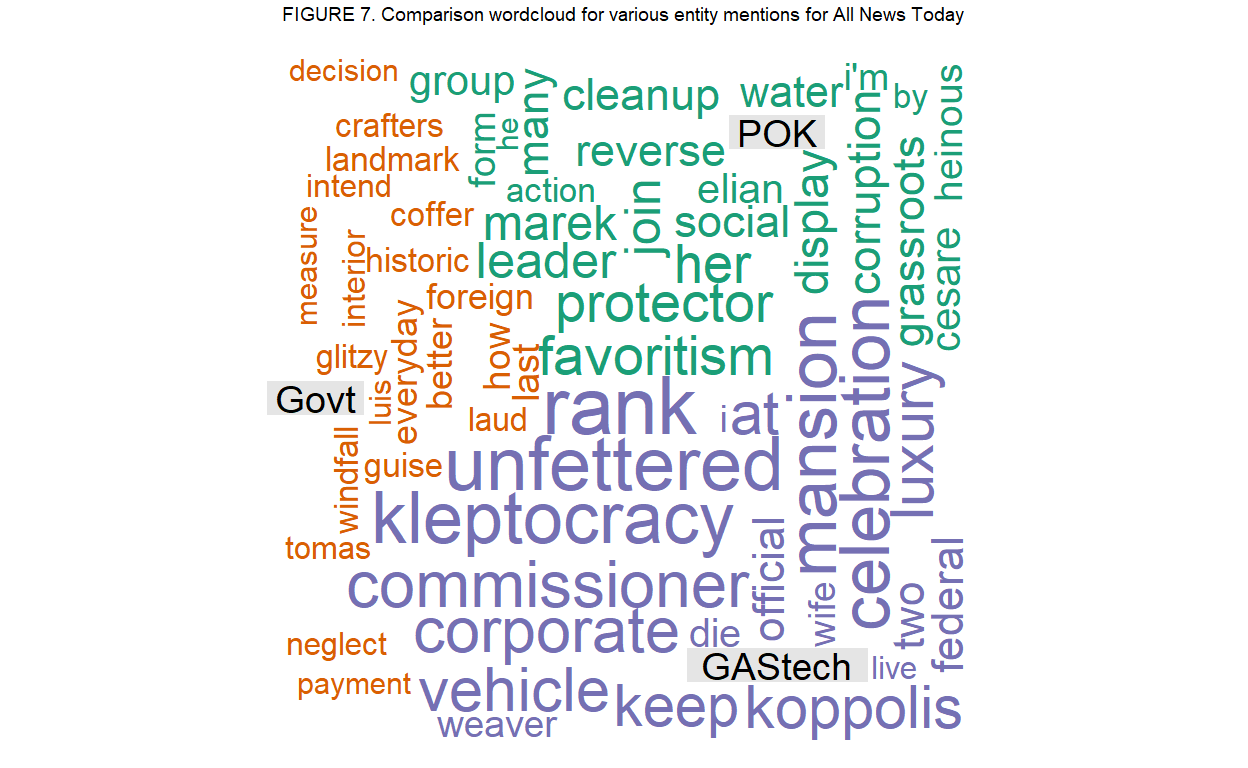 FIGURE 7. Comparison wordcloud for various entity mentions for All News Today
decision
group
many
cleanup
water
i'm
by
heinous
crafters
form
he
POK
corruption
landmark
reverse
display
grassroots
intend
action
join
elian
measure
coffer
marek
social
cesare
interior
historic
leader
her
foreign
protector
everyday
better
how
last
favoritism
mansion
celebration
luxury
glitzy
Govt
luis
laud
rank
i
at
windfall
guise
unfettered
kleptocracy
tomas
official
federal
commissioner
wife
two
neglect
corporate
die
GAStech
live
payment
vehicle
keep
koppolis
weaver